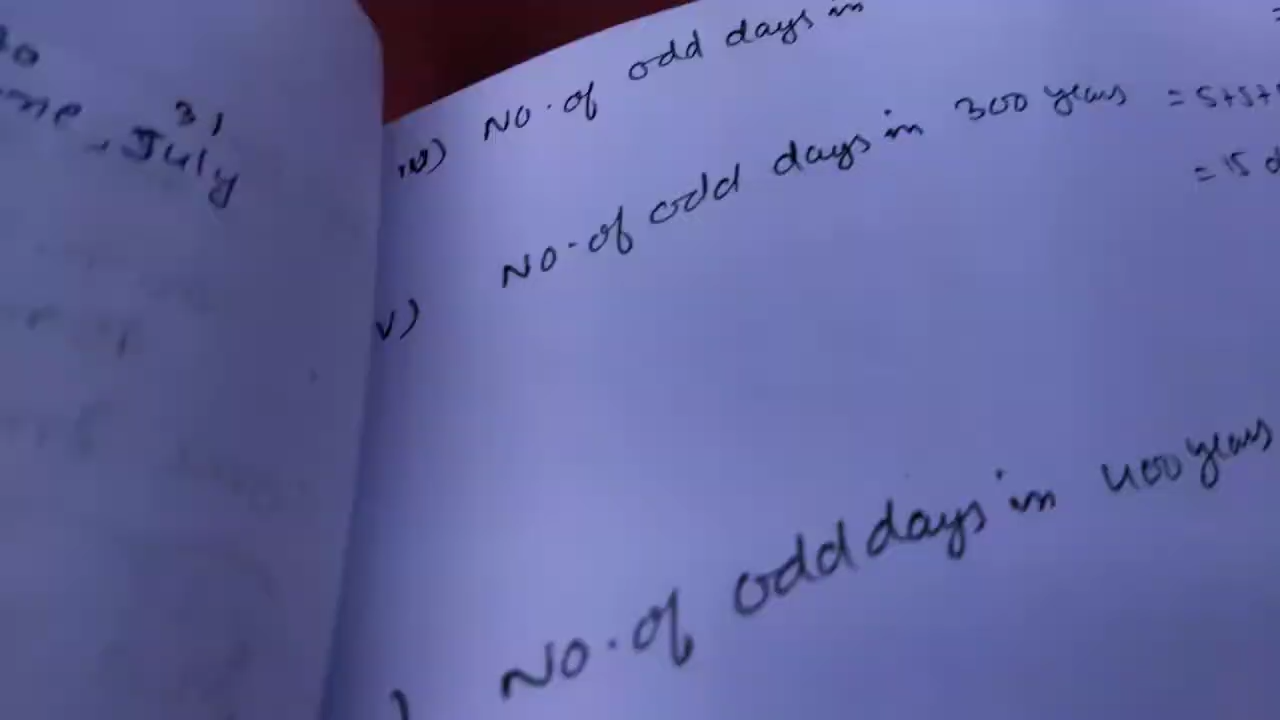 30
31
July
iv) NO. of odd days in
v) NO. of odd days in 300 years = 5+5+
= 15
) NO. of odd days in 400 years